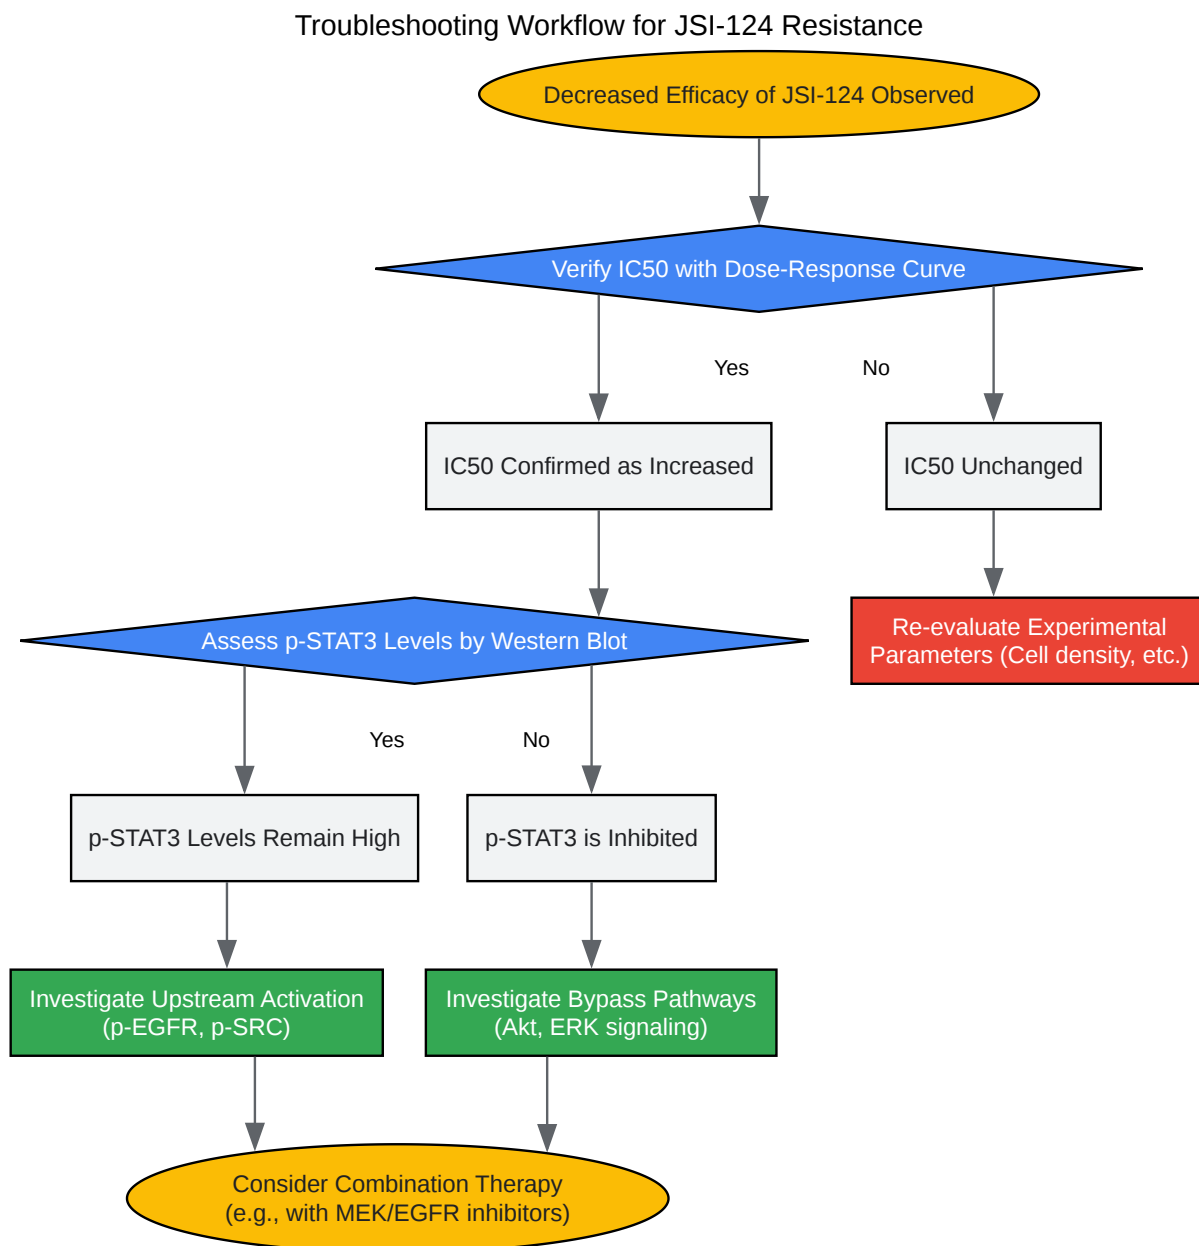 Troubleshooting Workflow for JSI-124 Resistance
Decreased Efficacy of JSI-124 Observed
Verify IC50 with Dose-Response Curve
Yes
No
IC50 Confirmed as Increased
IC50 Unchanged
Assess p-STAT3 Levels by Western Blot
Re-evaluate Experimental
Parameters (Cell density, etc.)
Yes
No
p-STAT3 Levels Remain High
p-STAT3 is Inhibited
Investigate Upstream Activation
(p-EGFR, p-SRC)
Investigate Bypass Pathways
(Akt, ERK signaling)
Consider Combination Therapy
(e.g., with MEK/EGFR inhibitors)